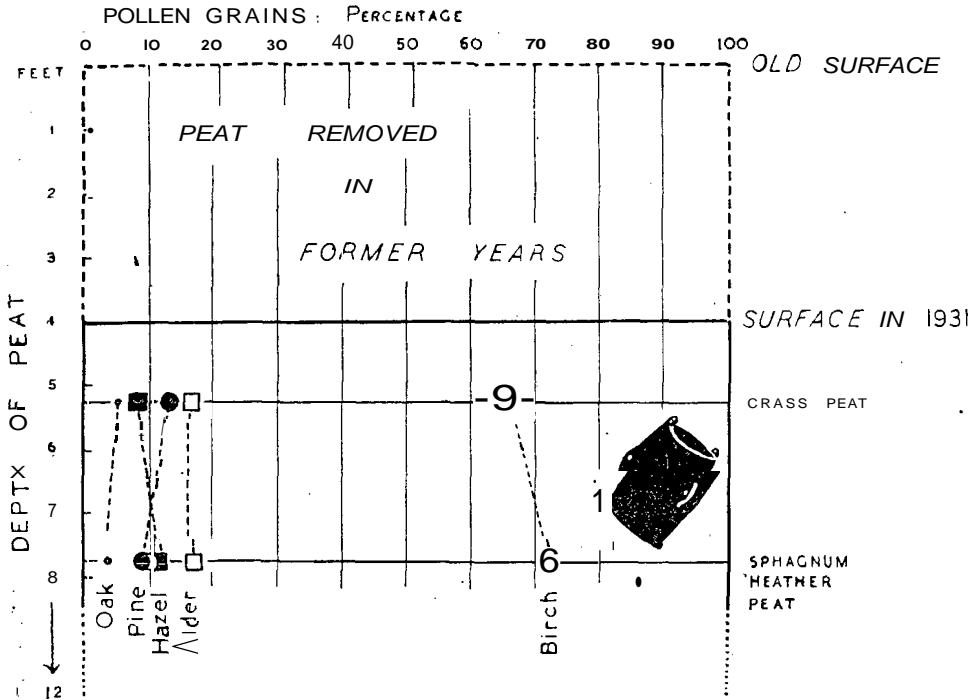 POLLEN GRAINS : PERCENTAGE
0 10 20 30 40 50 60 70 10 90 100
FEET
OLD SURFACE
1
PEAT REMOVED
2
IN
3
FORMER YEARS
4
SURFACE IN 1931
DEPTX OF PEAT
5
-9-
CRASS PEAT
6
7
1
6
SPHAGNUM
8
HEATHER
PEAT
Oak
Pine
Hazel
Alder
Birch
12